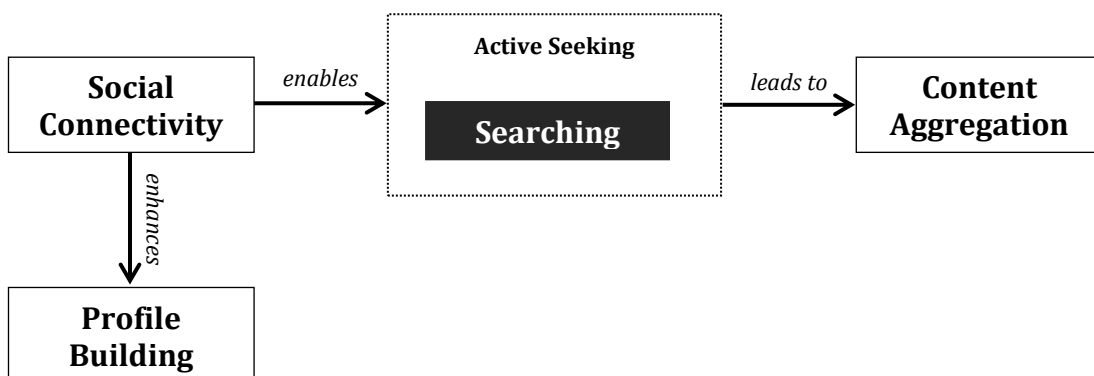 Active Seeking
Social
Connectivity
enables
Searching
leads to
Content
Aggregation
enhances
Profile
Building